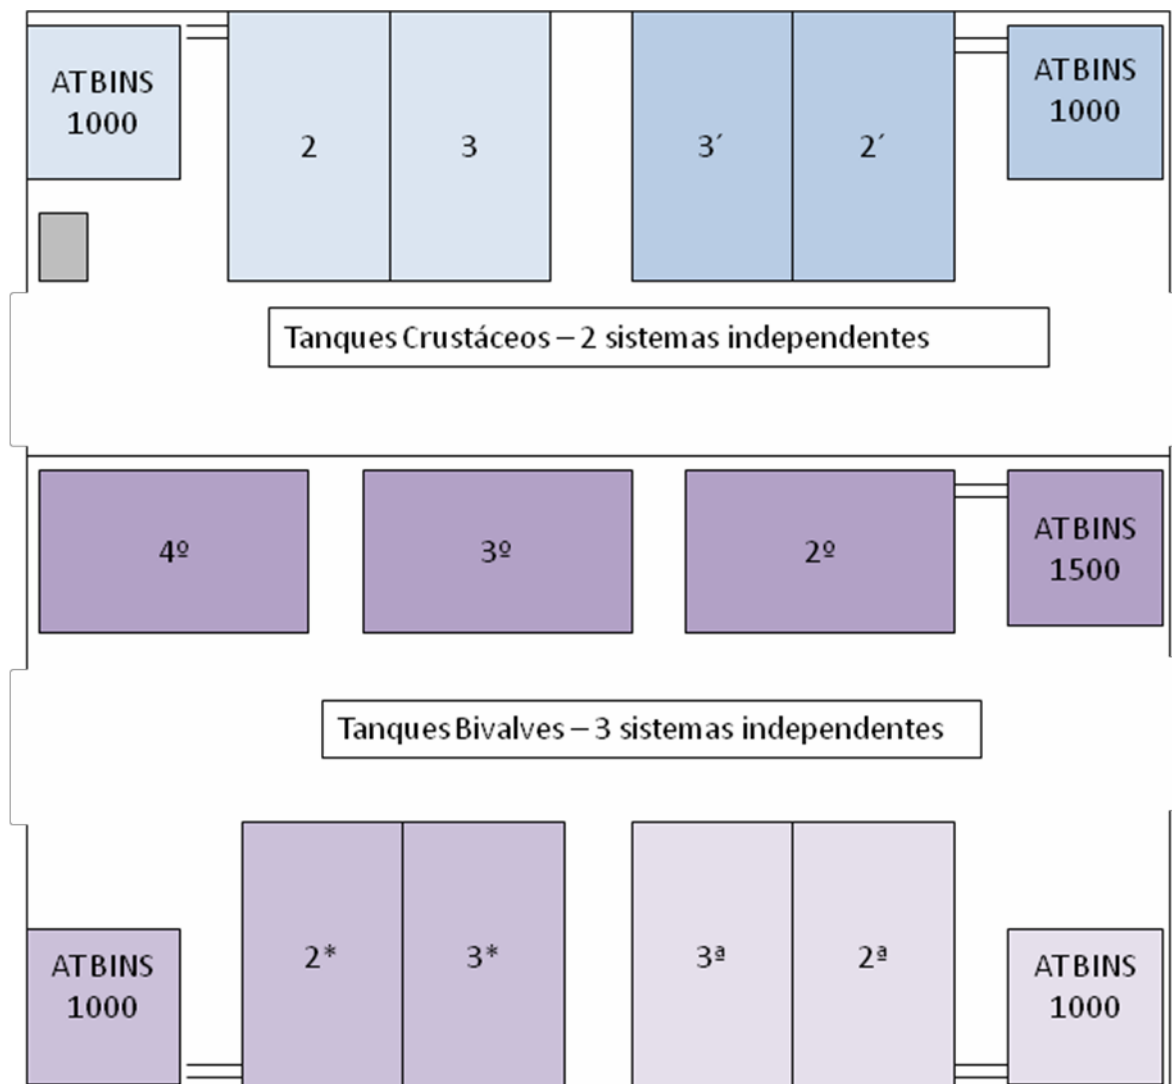 ATBINS
1000
2
3
3´
2´
ATBINS
1000
Tanques Crustáceos – 2 sistemas independentes
4º
3º
2º
ATBINS
1500
Tanques Bivalves – 3 sistemas independentes
ATBINS
1000
2*
3*
3ª
2ª
ATBINS
1000